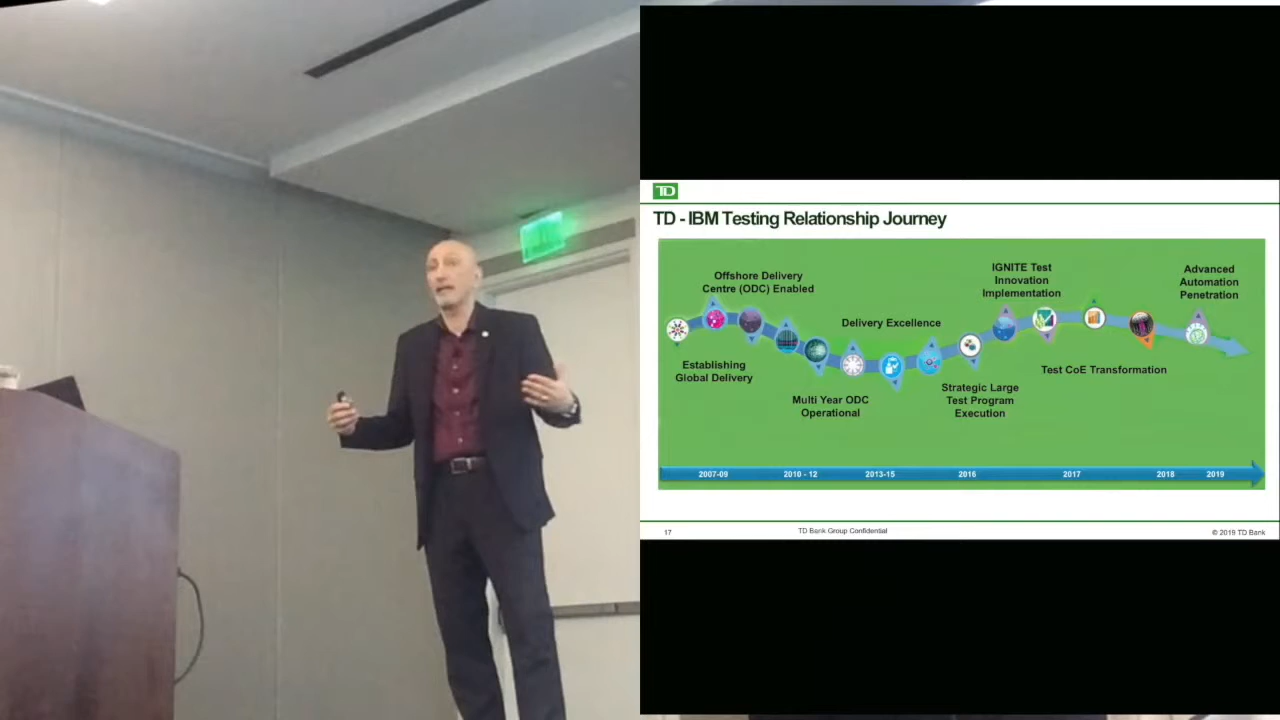 TD
TD - IBM Testing Relationship Journey
Offshore Delivery
Centre (ODC) Enabled
IGNITE Test
Innovation
Implementation
Advanced
Automation
Penetration
Delivery Excellence
Establishing
Global Delivery
Test CoE Transformation
Multi Year ODC
Operational
Strategic Large
Test Program
Execution
2007-09
2010 - 12
2013-15
2016
2017
2018
2019
17
TD Bank Group Confidential
© 2019 TD Bank